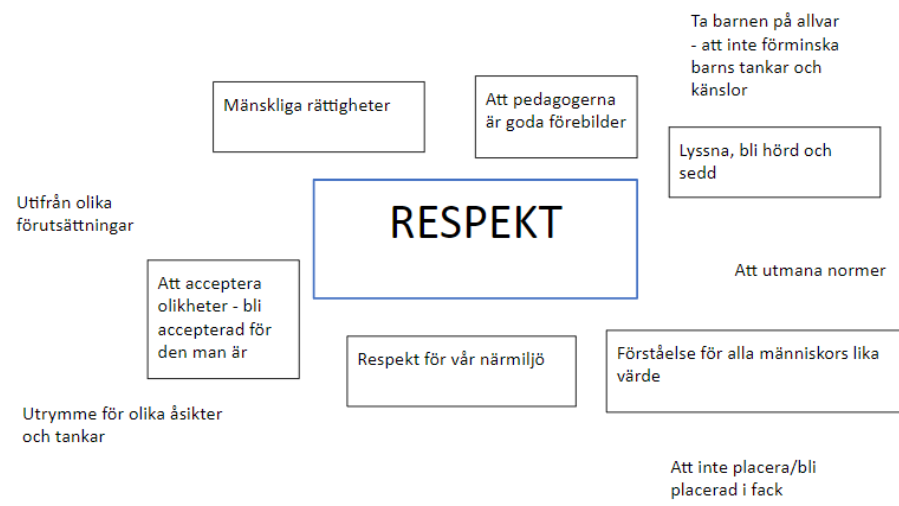 Ta barnen på allvar
- att inte förminska
barns tankar och
känslor
Mänskliga rättigheter
Att pedagogerna
är goda förebilder
Lyssna, bli hörd och
sedd
RESPEKT
Utifrån olika
förutsättningar
Att utmana normer
Att acceptera
olikheter - bli
accepterad för
den man är
Respekt för vår närmiljö
Förståelse för alla människors lika
värde
Utrymme för olika åsikter
och tankar
Att inte placera/bli
placerad i fack